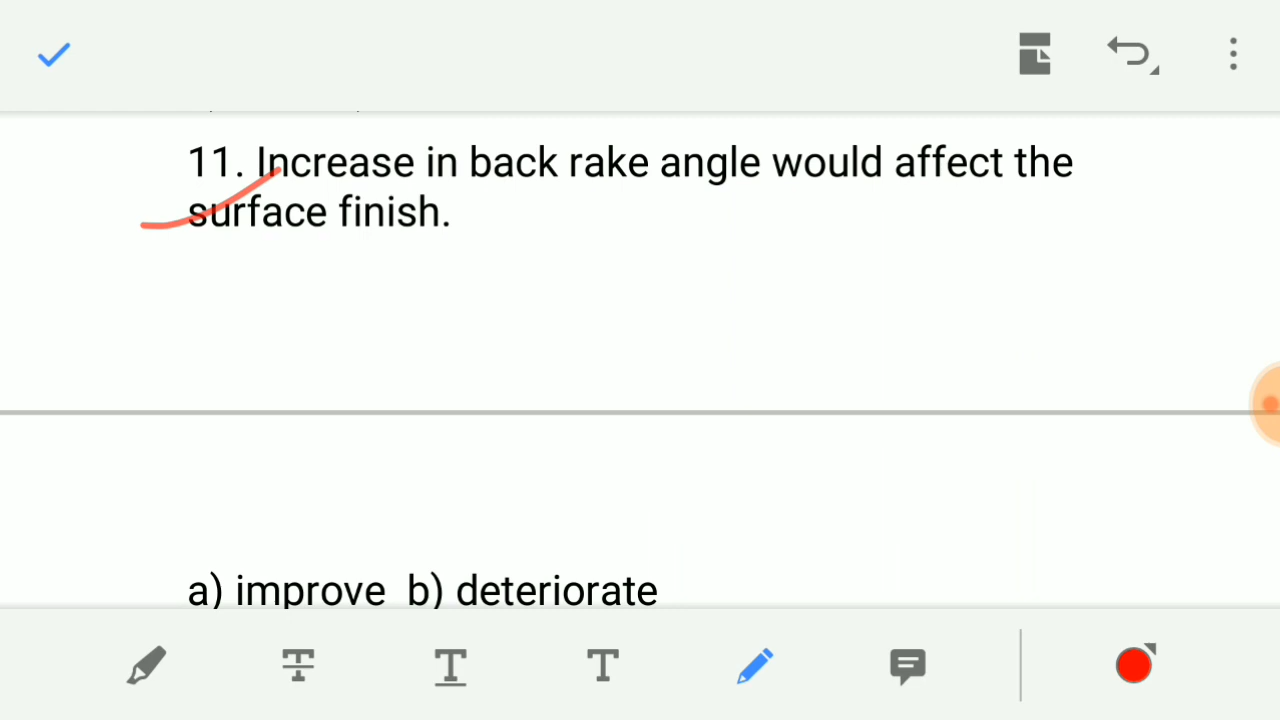 11. Increase in back rake angle would affect the
surface finish.
a) improve b) deteriorate